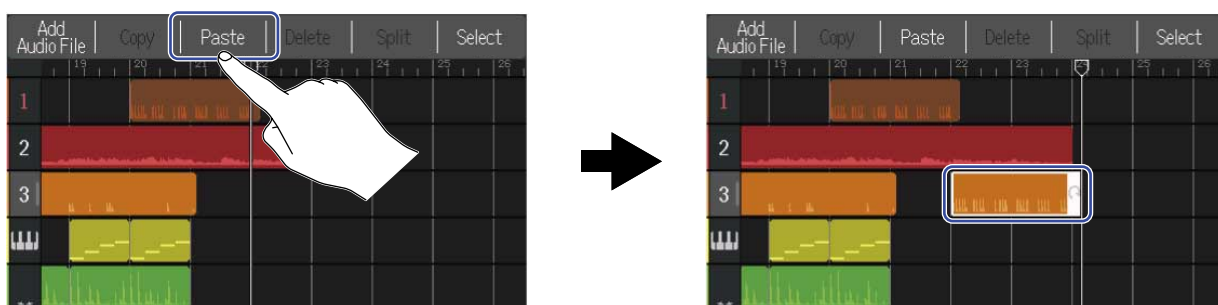 Add
Audio File
Copy
Paste
Delete
Split
Select
19 20 21 22 23 24 25 26
1
2
3
Add
Audio File
Copy
Paste
Delete
Split
Select
19 20 21 22 23 24 25 26
1
2
3